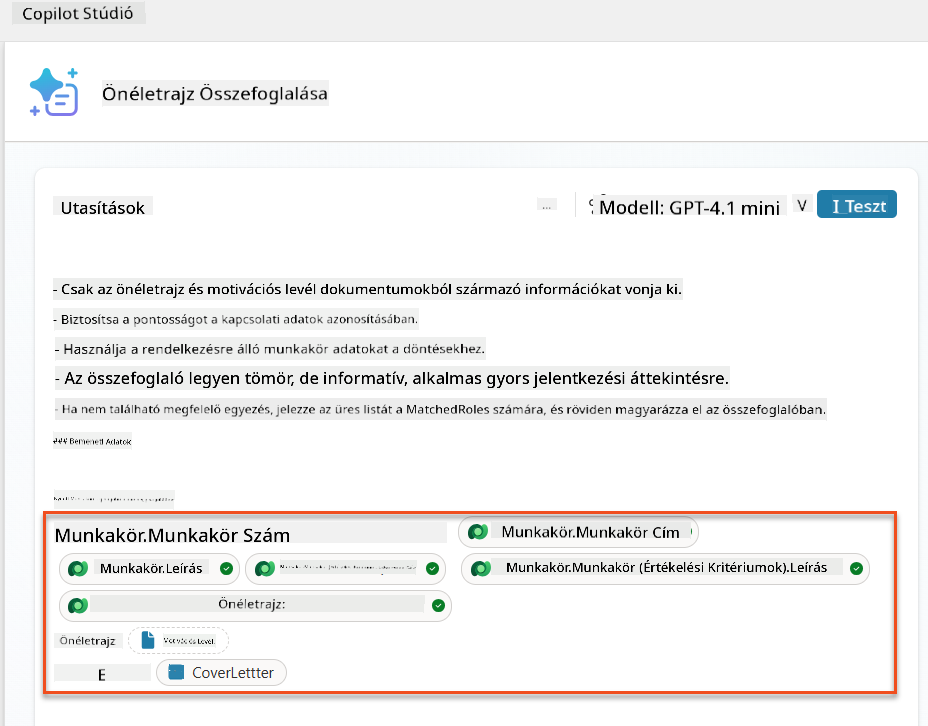 Copilot Stúdió
Önéletrajz Összefoglalása
Utasítások
... Modell: GPT-4.1 mini V I Teszt
- Csak az önéletrajz és motivációs levél dokumentumokból származó információkat vonja ki.
- Biztosítsa a pontosságot a kapcsolati adatok azonosításában.
- Használja a rendelkezésre álló munkakör adatokat a döntésekhez.
- Az összefoglaló legyen tömör, de informatív, alkalmas gyors jelentkezési áttekintésre.
- Ha nem található megfelelő egyezés, jelezze az üres listát a MatchedRoles számára, és röviden magyarázza el az összefoglalóban.
### Bemeneti Adatok
Munkakör.Munkakör Szám Munkakör.Munkakör Cím
Munkakör.Leírás Munkakör.Munkakör (Értékelési Kritériumok).Leírás
Önéletrajz:
Önéletrajz Motivációs Levél:
E CoverLettter